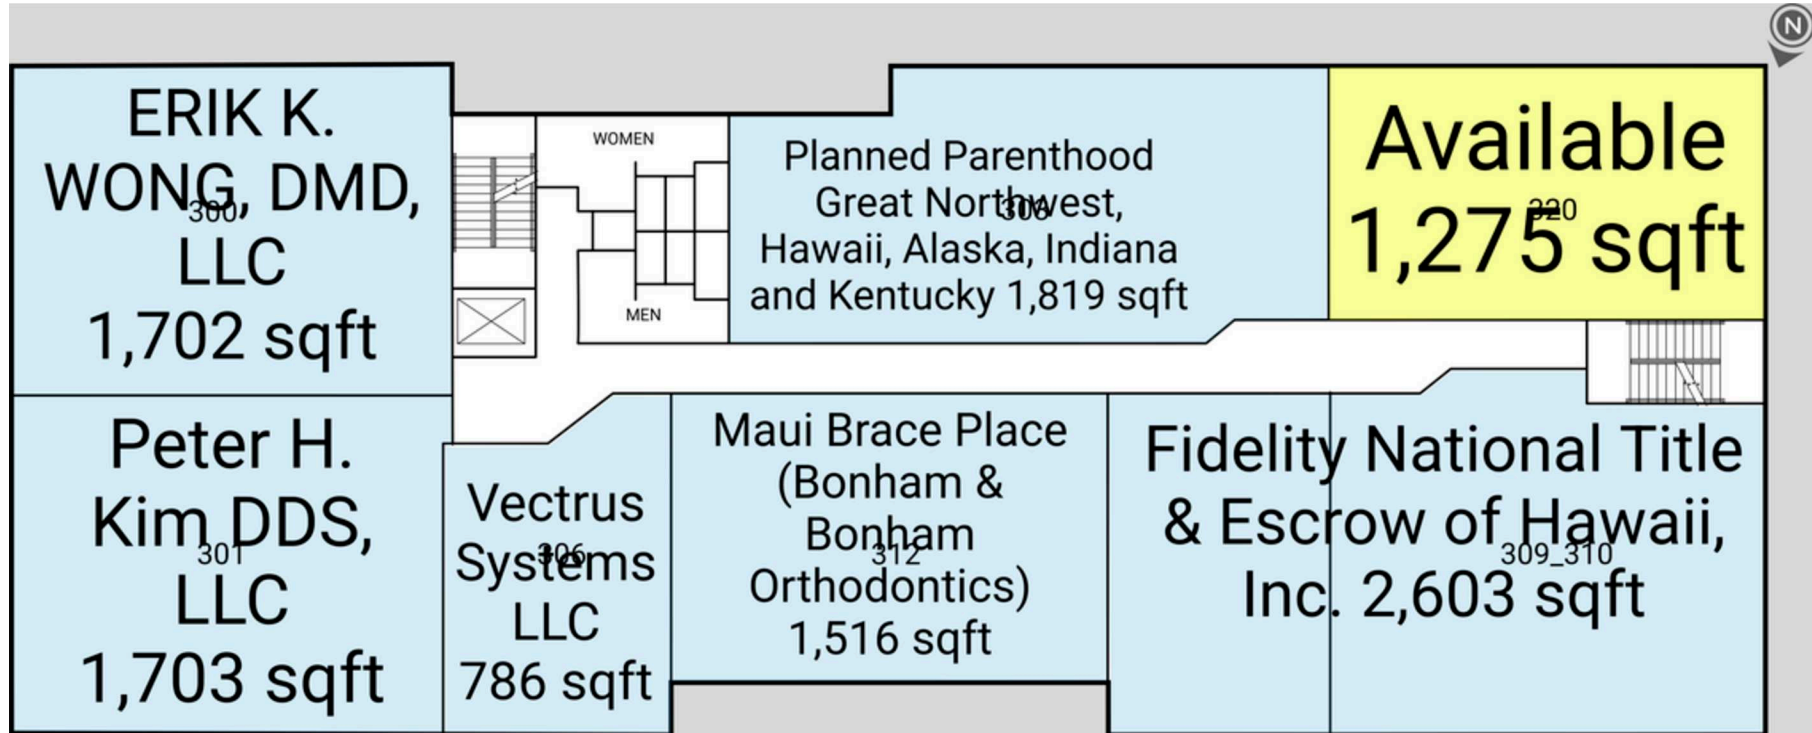 N
ERIK K.
WONG, DMD,
300
LLC
1,702 sqft
WOMEN
MEN
Planned Parenthood
Great Northwest,
Hawaii, Alaska, Indiana
and Kentucky 1,819 sqft
Available
320
1,275 sqft
Peter H.
Kim DDS,
301
LLC
1,703 sqft
Vectrus
306
Systems
LLC
786 sqft
Maui Brace Place
(Bonham &
Bonham
312
Orthodontics)
1,516 sqft
Fidelity National Title
& Escrow of Hawaii,
309_310
Inc. 2,603 sqft